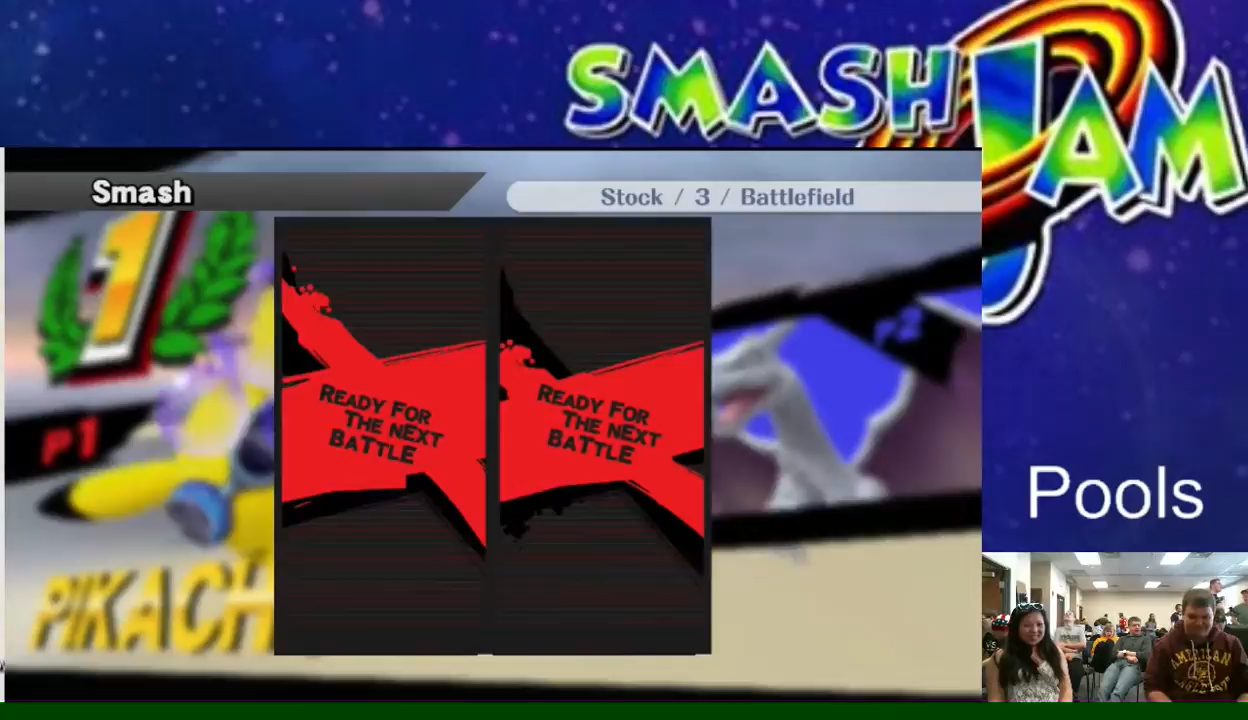 SMASH JAM
Smash
Stock / 3 / Battlefield
1
P1
P2
READY FOR
THE NEXT
BATTLE
READY FOR
THE NEXT
BATTLE
PIKACH
Pools
AMERICAN